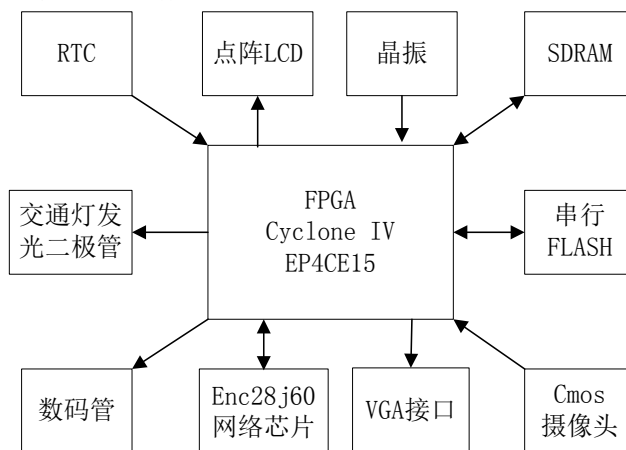 RTC
点阵LCD
晶振
SDRAM
交通灯发
光二极管
FPGA
Cyclone IV
EP4CE15
串行
FLASH
数码管
Enc28j60
网络芯片
VGA接口
Cmos
摄像头